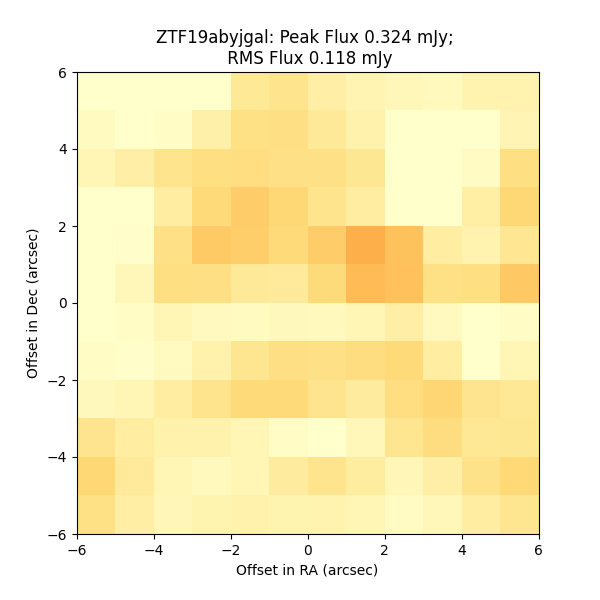 ZTF19abyjgal: Peak Flux 0.324 mJy;
RMS Flux 0.118 mJy
6
4
2
0
−2
−4
−6
Offset in Dec (arcsec)
−6 −4 −2 0 2 4 6
Offset in RA (arcsec)